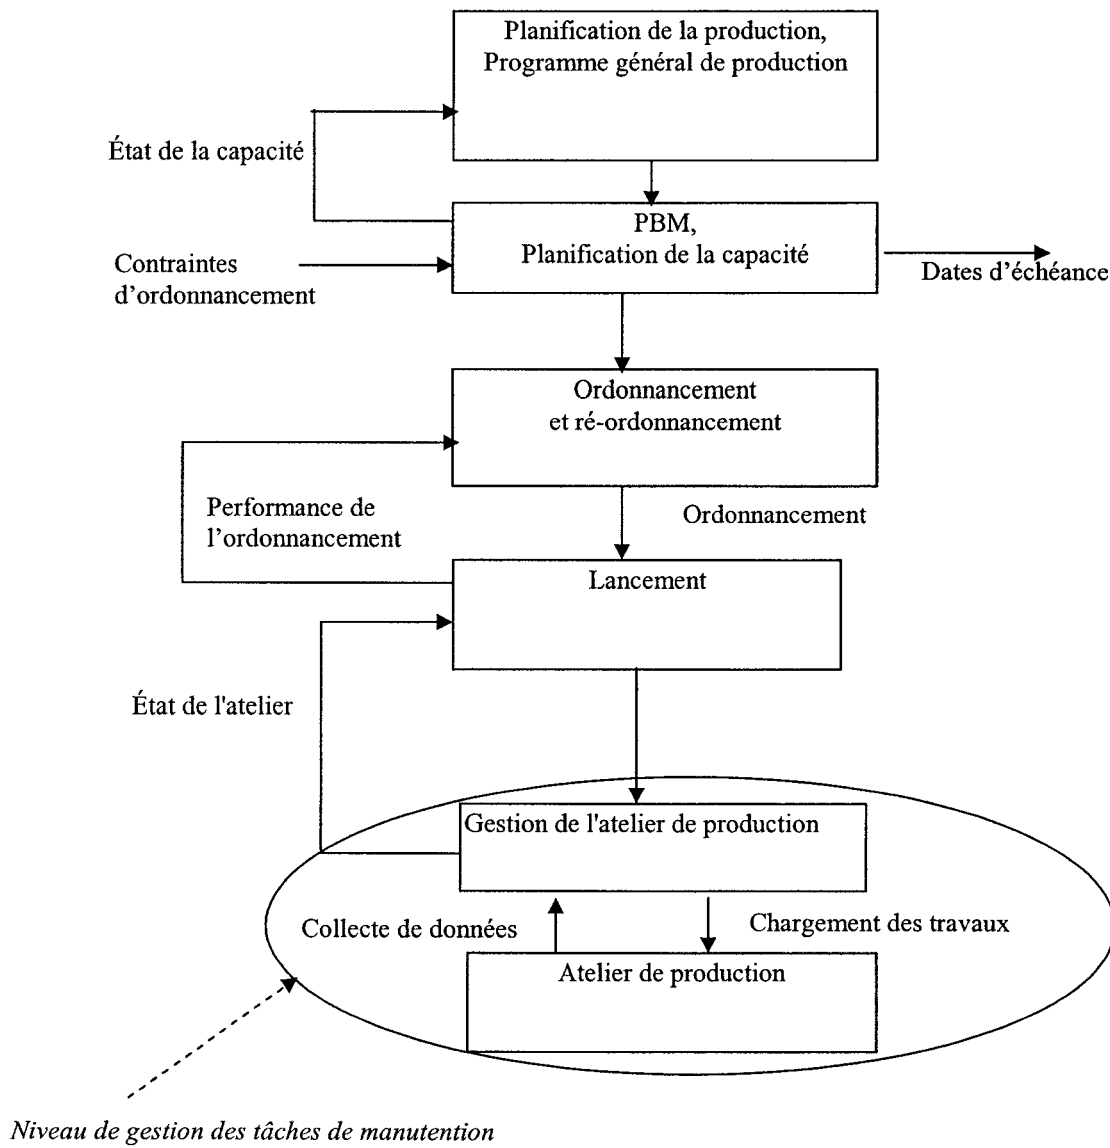 Planification de la production,
Programme général de production
État de la capacité
PBM,
Planification de la capacité
Contraintes
d'ordonnancement
Dates d'échéance
Ordonnancement
et ré-ordonnancement
Performance de
l'ordonnancement
Ordonnancement
Lancement
État de l'atelier
Gestion de l'atelier de production
Collecte de données
Chargement des travaux
Atelier de production
Niveau de gestion des tâches de manutention